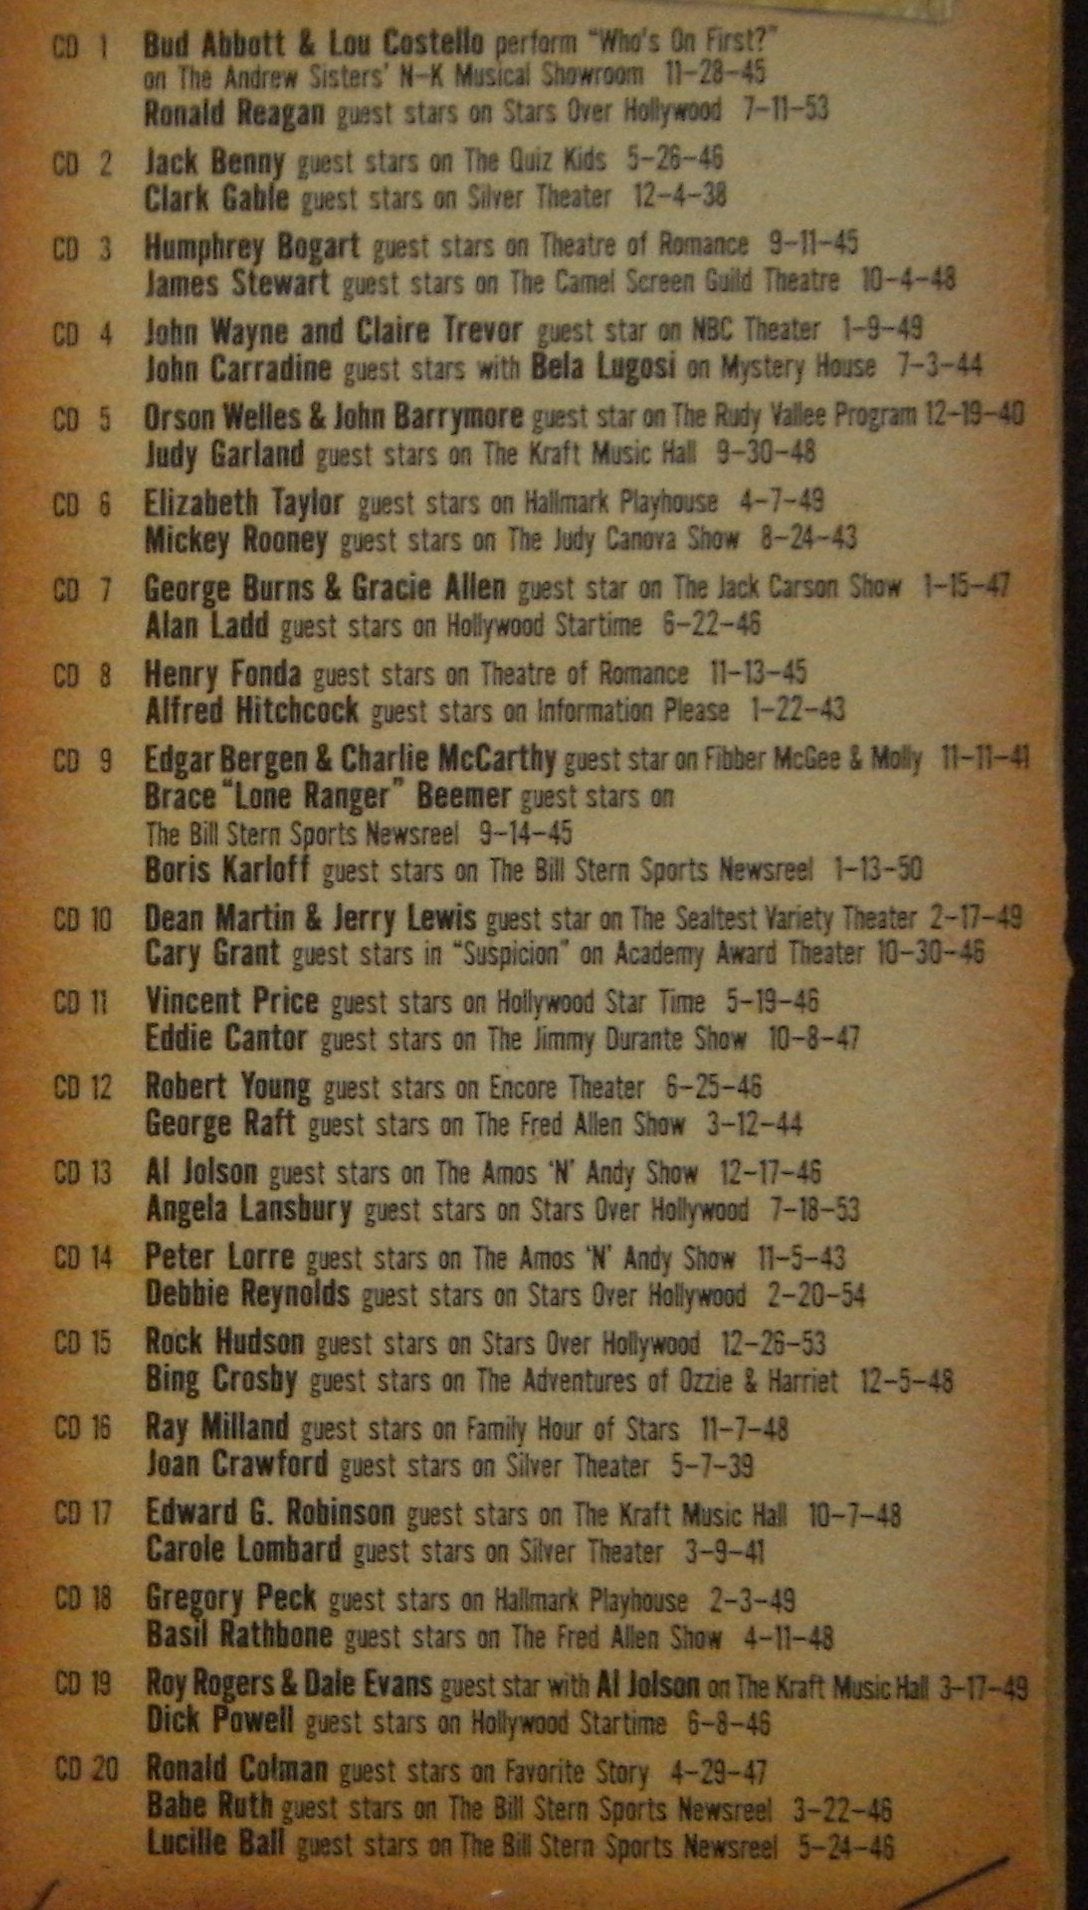 CD 1 Bud Abbott & Lou Costello perform "Who's On First?"
on The Andrew Sisters' N-K Musical Showroom 11-28-45
Ronald Reagan guest stars on Stars Over Hollywood 7-11-53
CD 2 Jack Benny guest stars on The Quiz Kids 5-26-46
Clark Gable guest stars on Silver Theater 12-4-38
CD 3 Humphrey Bogart guest stars on Theatre of Romance 9-11-45
James Stewart guest stars on The Camel Screen Guild Theatre 10-4-48
CD 4 John Wayne and Claire Trevor guest star on NBC Theater 1-9-49
John Carradine guest stars with Bela Lugosi on Mystery House 7-3-44
CD 5 Orson Welles & John Barrymore guest star on The Rudy Vallee Program 12-19-40
Judy Garland guest stars on The Kraft Music Hall 9-30-48
CD 6 Elizabeth Taylor guest stars on Hallmark Playhouse 4-7-49
Mickey Rooney guest stars on The Judy Canova Show 8-24-43
CD 7 George Burns & Gracie Allen guest star on The Jack Carson Show 1-15-47
Alan Ladd guest stars on Hollywood Startime 6-22-46
CD 8 Henry Fonda guest stars on Theatre of Romance 11-13-45
Alfred Hitchcock guest stars on Information Please 1-22-43
CD 9 Edgar Bergen & Charlie McCarthy guest star on Fibber McGee & Molly 11-11-41
Brace "Lone Ranger" Beemer guest stars on
The Bill Stern Sports Newsreel 9-14-45
Boris Karloff guest stars on The Bill Stern Sports Newsreel 1-13-50
CD 10 Dean Martin & Jerry Lewis guest star on The Sealtest Variety Theater 2-17-49
Cary Grant guest stars in "Suspicion" on Academy Award Theater 10-30-46
CD 11 Vincent Price guest stars on Hollywood Star Time 5-19-46
Eddie Cantor guest stars on The Jimmy Durante Show 10-8-47
CD 12 Robert Young guest stars on Encore Theater 6-25-46
George Raft guest stars on The Fred Allen Show 3-12-44
CD 13 Al Jolson guest stars on The Amos 'N' Andy Show 12-17-46
Angela Lansbury guest stars on Stars Over Hollywood 7-18-53
CD 14 Peter Lorre guest stars on The Amos 'N' Andy Show 11-5-43
Debbie Reynolds guest stars on Stars Over Hollywood 2-20-54
CD 15 Rock Hudson guest stars on Stars Over Hollywood 12-26-53
Bing Crosby guest stars on The Adventures of Ozzie & Harriet 12-5-48
CD 16 Ray Milland guest stars on Family Hour of Stars 11-7-48
Joan Crawford guest stars on Silver Theater 5-7-39
CD 17 Edward G. Robinson guest stars on The Kraft Music Hall 10-7-48
Carole Lombard guest stars on Silver Theater 3-9-41
CD 18 Gregory Peck guest stars on Hallmark Playhouse 2-3-49
Basil Rathbone guest stars on The Fred Allen Show 4-11-48
CD 19 Roy Rogers & Dale Evans guest star with Al Jolson on The Kraft Music Hall 3-17-49
Dick Powell guest stars on Hollywood Startime 6-8-46
CD 20 Ronald Colman guest stars on Favorite Story 4-29-47
Babe Ruth guest stars on The Bill Stern Sports Newsreel 3-22-46
Lucille Ball guest stars on The Bill Stern Sports Newsreel 5-24-46